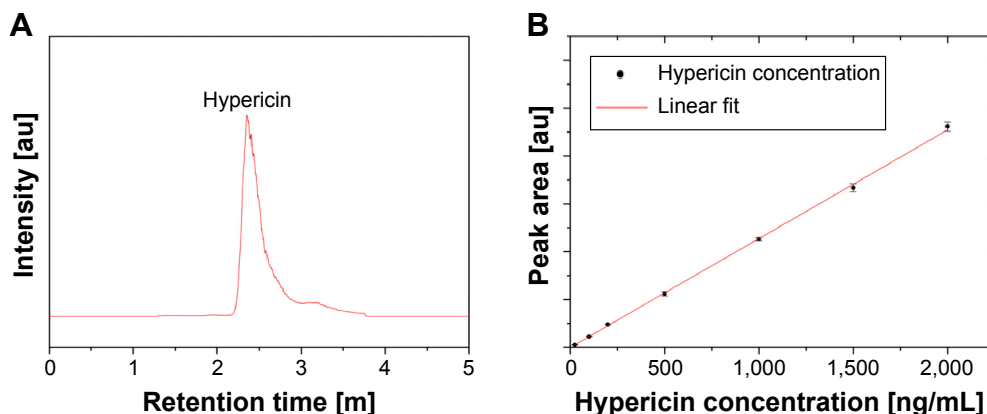 A
Intensity [au]
Hypericin
0 1 2 3 4 5
Retention time [m]
B
Peak area [au]
Hypericin concentration
Linear fit
0 500 1,000 1,500 2,000
Hypericin concentration [ng/mL]